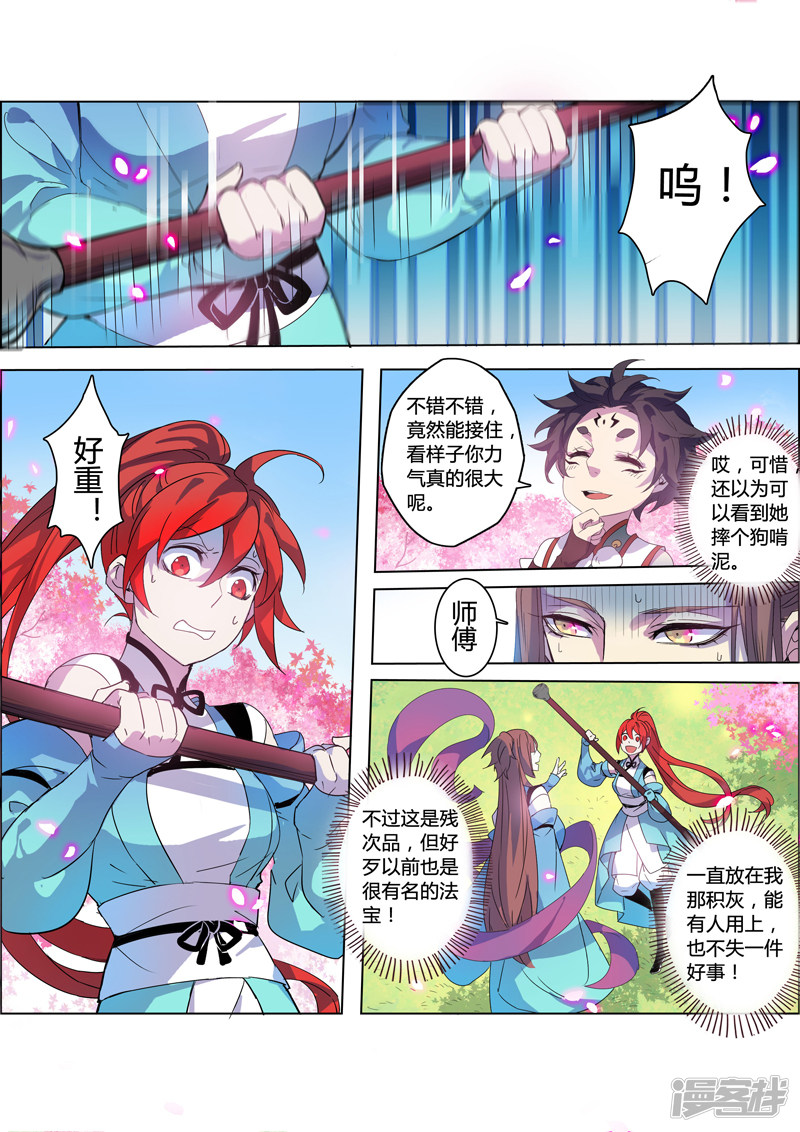 呜！
好重！
不错不错，
竟然能接住，
看样子你力
气真的很大
呢。
哎，可惜
还以为可
以看到她
摔个狗啃
泥。
师傅
不过这是残
次品，但好
歹以前也是
很有名的法
宝！
一直放在我
那积灰，能
有人用上，
也不失一件
好事！
漫客栈